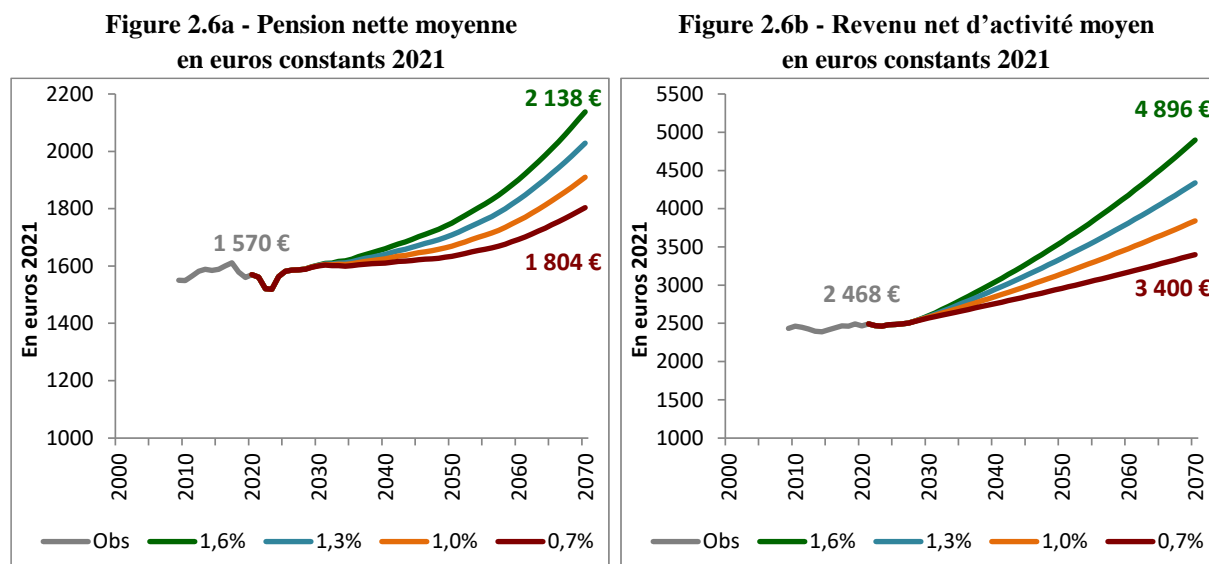 Figure 2.6a - Pension nette moyenne
en euros constants 2021
En euros 2021
2200
2000
1800
1600
1400
1200
1000
2 138 €
1 570 €
1 804 €
2000
2010
2020
2030
2040
2050
2060
2070
Obs 1,6% 1,3% 1,0% 0,7%
Figure 2.6b - Revenu net d’activité moyen
en euros constants 2021
En euros 2021
5500
5000
4500
4000
3500
3000
2500
2000
1500
1000
4 896 €
2 468 €
3 400 €
2000
2010
2020
2030
2040
2050
2060
2070
Obs 1,6% 1,3% 1,0% 0,7%